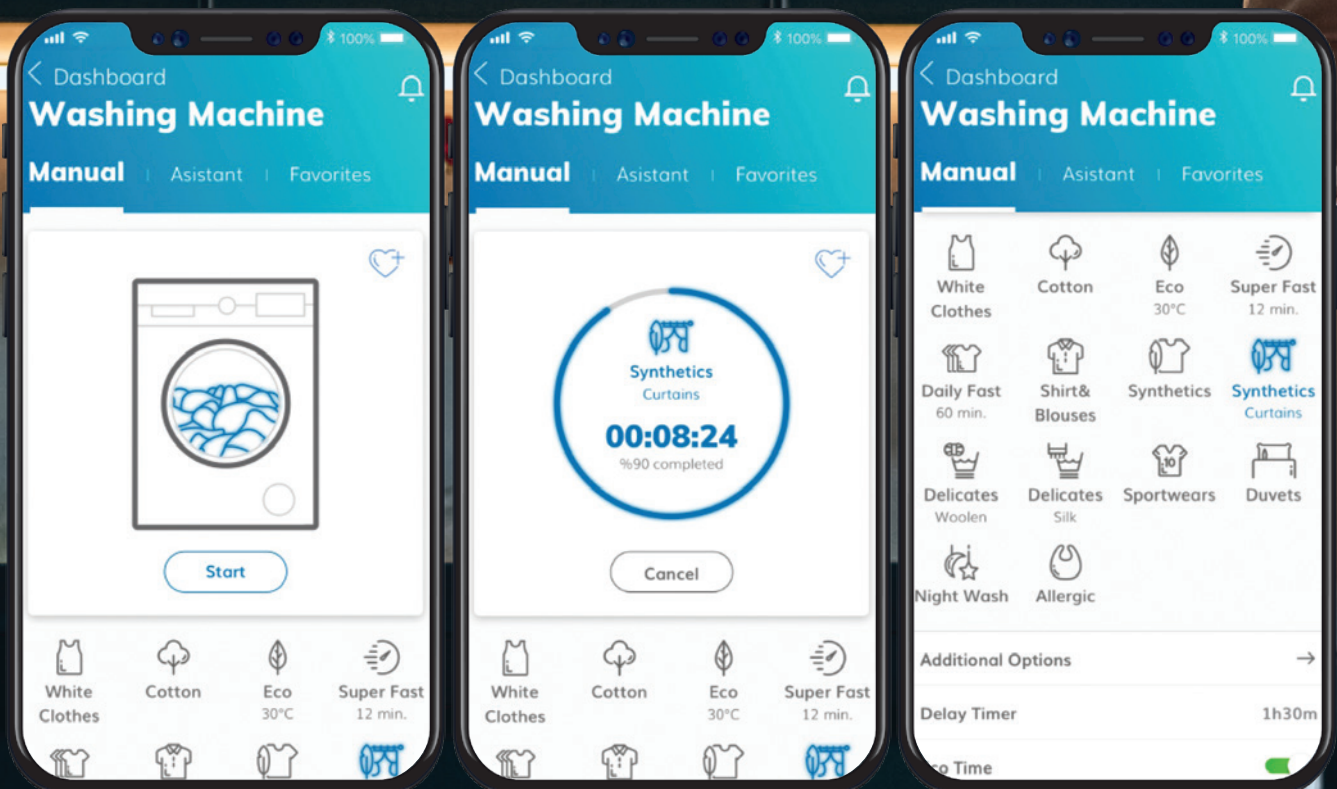 100%
Dashboard
Washing Machine
Manual
Asistant
Favorites
Start
White
Clothes
Cotton
Eco
30°C
Super Fast
12 min.
100%
Dashboard
Washing Machine
Manual
Asistant
Favorites
Synthetics
Curtains
00:08:24
%90 completed
Cancel
White
Clothes
Cotton
Eco
30°C
Super Fast
12 min.
100%
Dashboard
Washing Machine
Manual
Asistant
Favorites
White
Clothes
Cotton
Eco
30°C
Super Fast
12 min.
Daily Fast
60 min.
Shirt&
Blouses
Synthetics
Synthetics
Curtains
Delicates
Woolen
Delicates
Silk
10
Sportwears
Duvets
Night Wash
Allergic
Additional Options
Delay Timer 1h30m
co Time